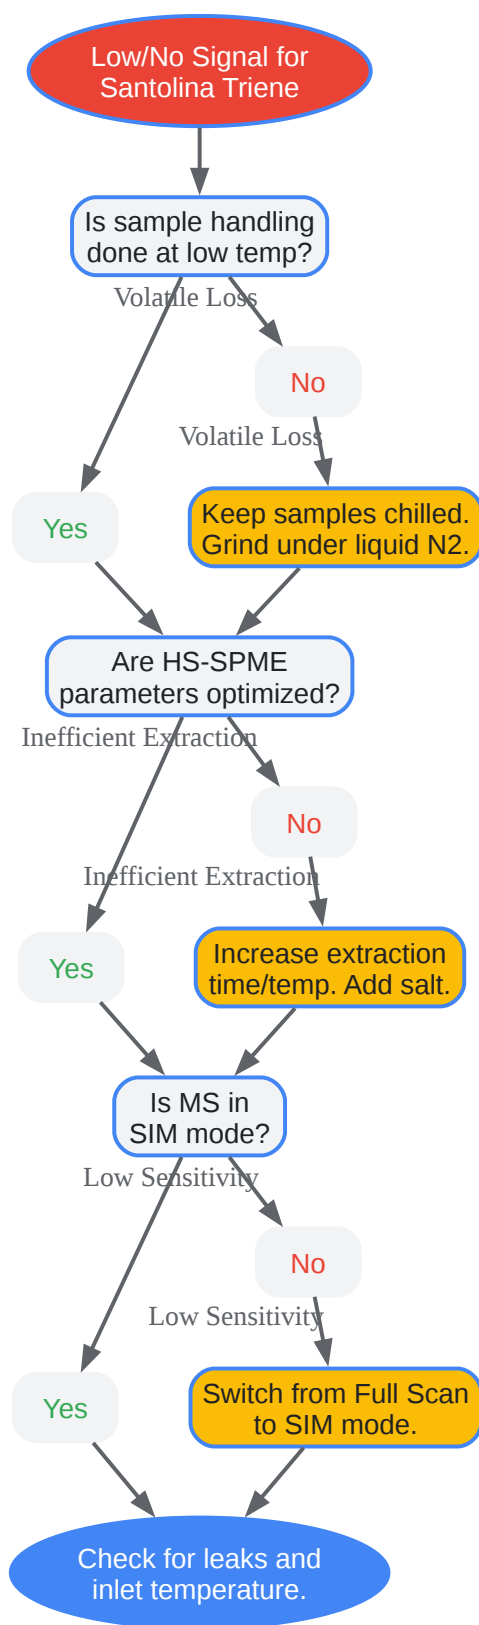 Low/No Signal for
Santolina Triene
Is sample handling
done at low temp?
Volatile Loss
No
Volatile Loss
Yes
Keep samples chilled.
Grind under liquid N2.
Are HS-SPME
parameters optimized?
Inefficient Extraction
No
Inefficient Extraction
Yes
Increase extraction
time/temp. Add salt.
Is MS in
SIM mode?
Low Sensitivity
No
Low Sensitivity
Yes
Switch from Full Scan
to SIM mode.
Check for leaks and
inlet temperature.